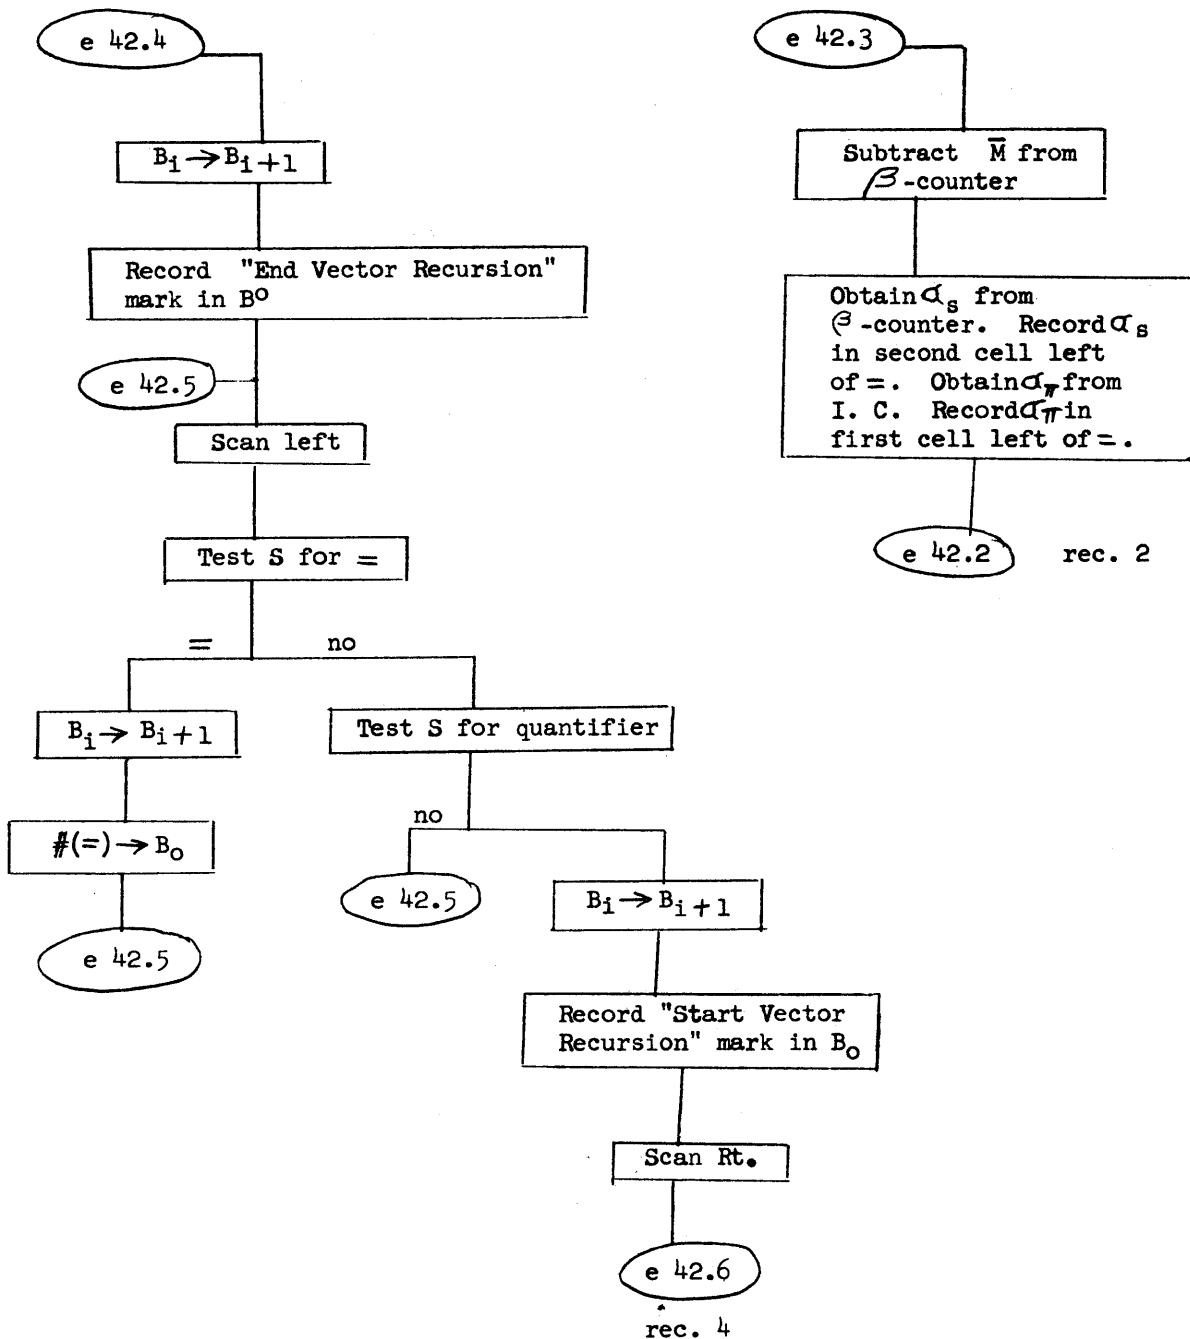 e 42.4
B_i → B_{i+1}
Record "End Vector Recursion"
mark in B^o
e 42.5
Scan left
Test S for =
= no
B_i → B_{i+1}
#(=) → B_o
e 42.5
Test S for quantifier
no
e 42.5
B_i → B_{i+1}
Record "Start Vector
Recursion" mark in B_o
Scan Rt.
e 42.6
rec. 4
e 42.3
Subtract M̄ from
β-counter
Obtain α_s from
β-counter. Record α_s
in second cell left
of =. Obtain α_π from
I. C. Record α_π in
first cell left of =.
e 42.2 rec. 2